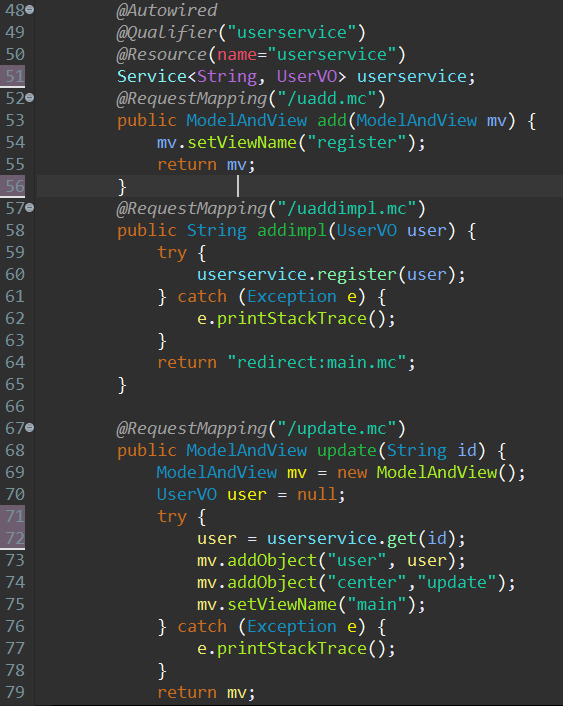 48 @Autowired
49 @Qualifier("userservice")
50 @Resource(name="userservice")
51 Service<String, UserVO> userservice;
52 @RequestMapping("/uadd.mc")
53 public ModelAndView add(ModelAndView mv) {
54 mv.setViewName("register");
55 return mv;
56 }
57 @RequestMapping("/uaddimpl.mc")
58 public String addimpl(UserVO user) {
59 try {
60 userservice.register(user);
61 } catch (Exception e) {
62 e.printStackTrace();
63 }
64 return "redirect:main.mc";
65 }
66
67 @RequestMapping("/update.mc")
68 public ModelAndView update(String id) {
69 ModelAndView mv = new ModelAndView();
70 UserVO user = null;
71 try {
72 user = userservice.get(id);
73 mv.addObject("user", user);
74 mv.addObject("center","update");
75 mv.setViewName("main");
76 } catch (Exception e) {
77 e.printStackTrace();
78 }
79 return mv;